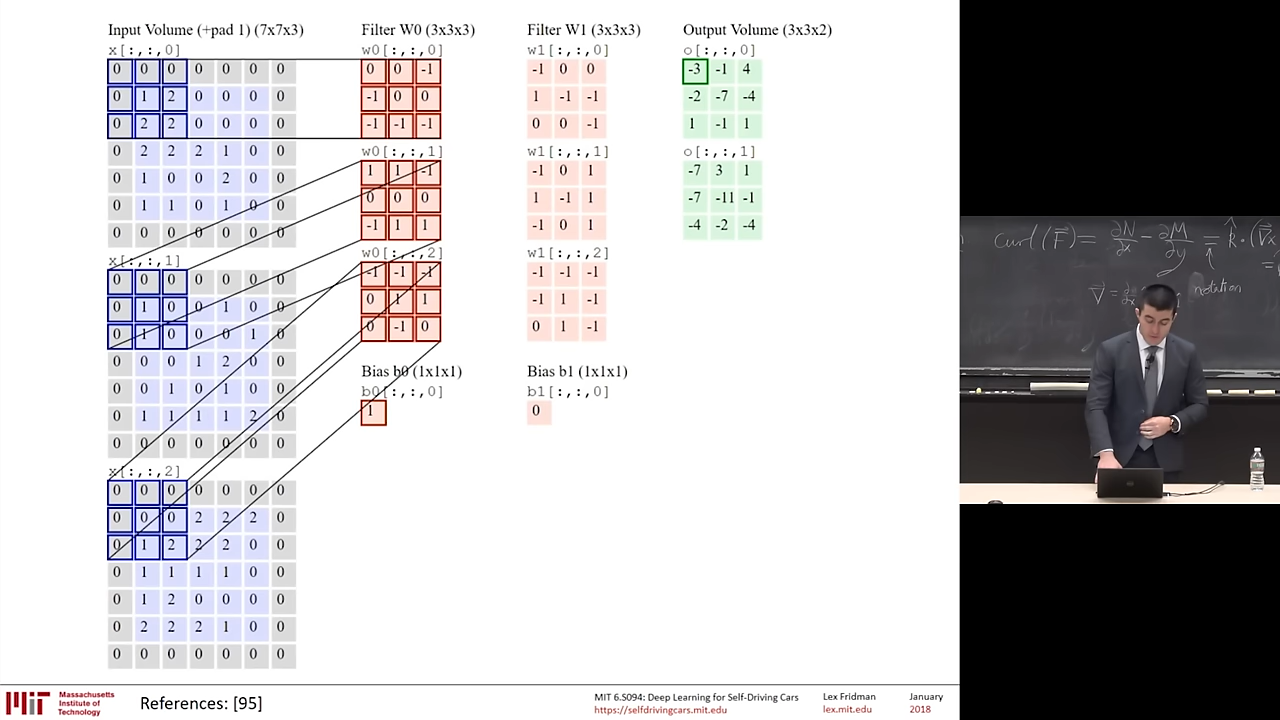 Input Volume (+pad 1) (7x7x3)
x[:,:,0]
0 0 0 0 0 0 0
0 1 2 0 0 0 0
0 2 2 0 0 0 0
0 2 2 2 1 0 0
0 1 0 0 2 0 0
0 1 1 0 1 0 0
0 0 0 0 0 0 0
x[:,:,1]
0 0 0 0 0 0 0
0 1 0 0 1 0 0
0 1 0 0 0 1 0
0 0 0 1 2 0 0
0 0 1 0 1 0 0
0 1 1 1 1 2 0
0 0 0 0 0 0 0
x[:,:,2]
0 0 0 0 0 0 0
0 0 0 2 2 2 0
0 1 2 2 2 0 0
0 1 1 1 1 0 0
0 1 2 0 0 0 0
0 2 2 2 1 0 0
0 0 0 0 0 0 0
Filter W0 (3x3x3)
w0[:,:,0]
0 0 -1
-1 0 0
-1 -1 -1
w0[:,:,1]
1 1 -1
0 0 0
-1 1 1
w0[:,:,2]
-1 -1 -1
0 1 1
0 -1 0
Bias b0 (1x1x1)
b0[:,:,0]
1
Filter W1 (3x3x3)
w1[:,:,0]
-1 0 0
1 -1 -1
0 0 -1
w1[:,:,1]
-1 0 1
1 -1 1
-1 0 1
w1[:,:,2]
-1 -1 -1
-1 1 -1
0 1 -1
Bias b1 (1x1x1)
b1[:,:,0]
0
Output Volume (3x3x2)
o[:,:,0]
-3 -1 4
-2 -7 -4
1 -1 1
o[:,:,1]
-7 3 1
-7 -11 -1
-4 -2 -4
curl (F⃗) = ∂N/∂x - ∂M/∂y = k̂ · (∇⃗x
notation
MIT
Massachusetts
Institute of
Technology
References: [95]
MIT 6.S094: Deep Learning for Self-Driving Cars
https://selfdrivingcars.mit.edu
Lex Fridman
lex.mit.edu
January
2018